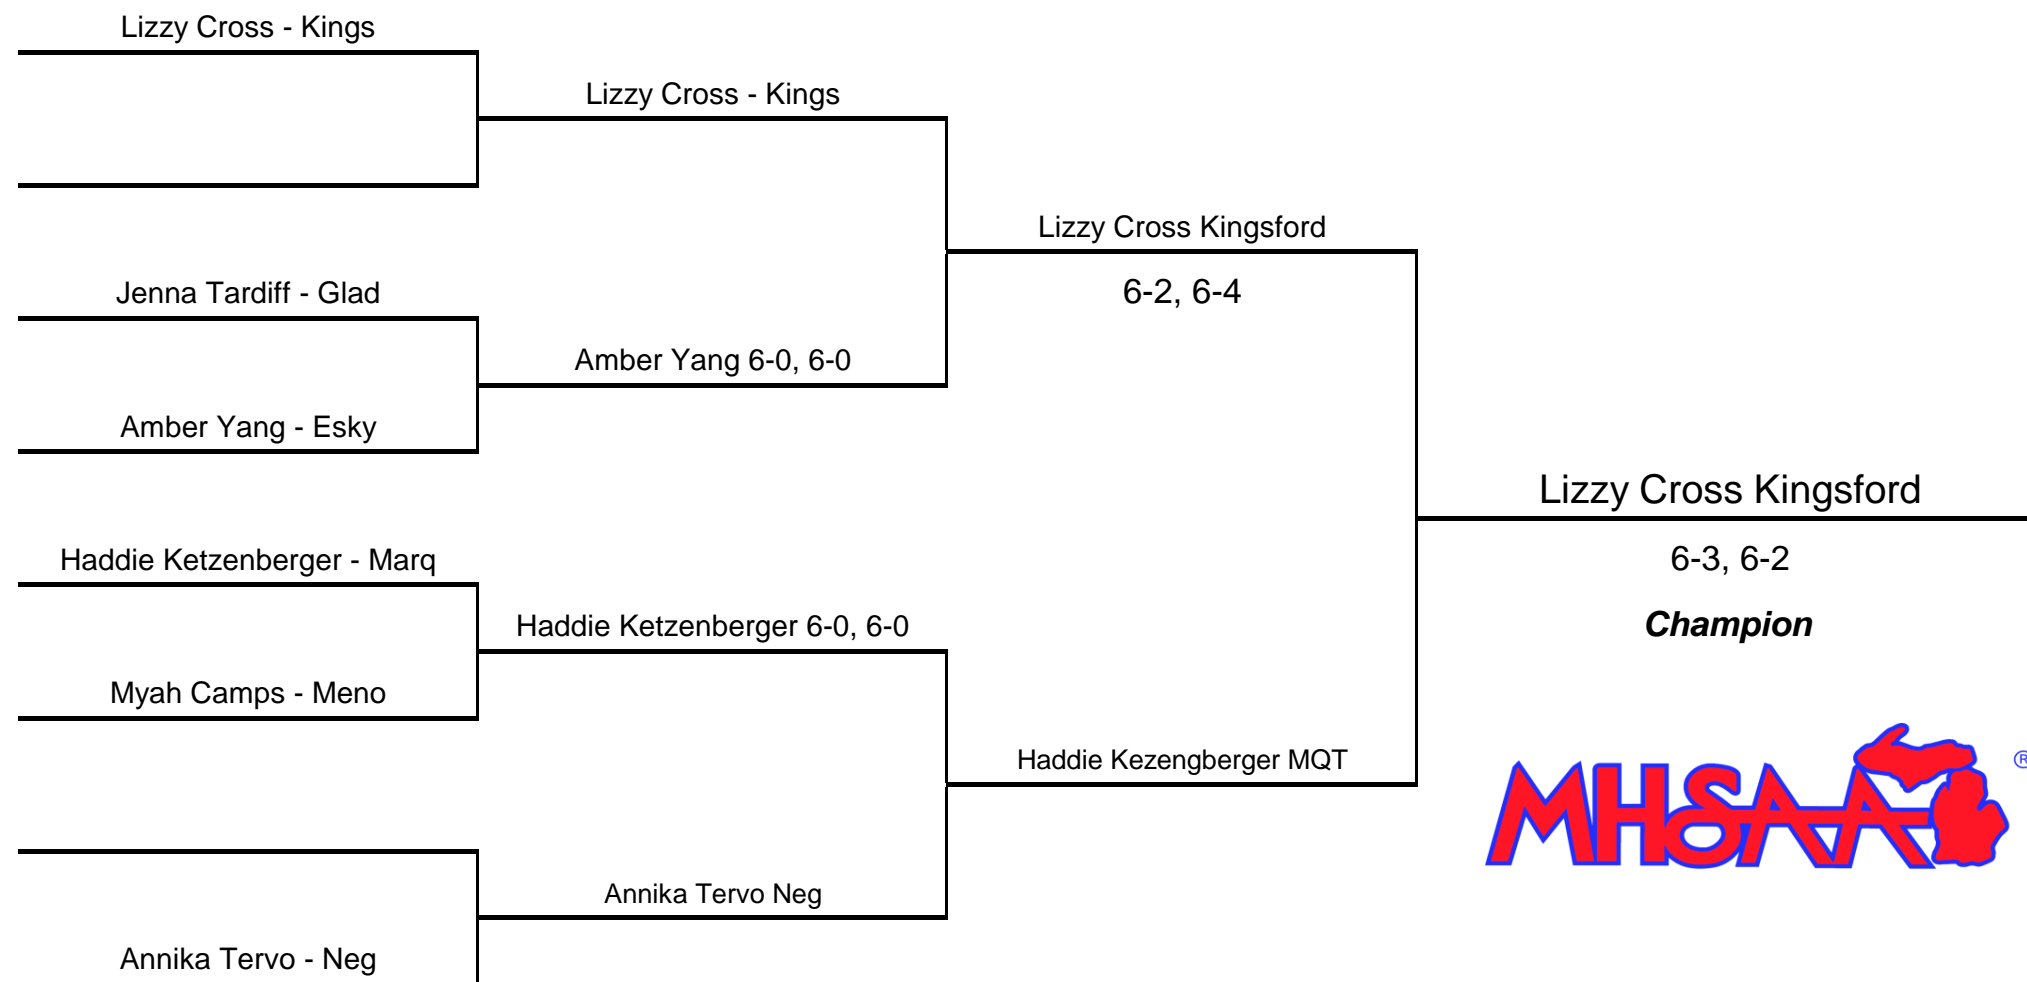 Lizzy Cross - Kings
Lizzy Cross - Kings
Lizzy Cross Kingsford
6-2, 6-4
Jenna Tardiff - Glad
Amber Yang 6-0, 6-0
Amber Yang - Esky
Lizzy Cross Kingsford
6-3, 6-2
Champion
Haddie Ketzenberger - Marq
Haddie Ketzenberger 6-0, 6-0
Myah Camps - Meno
Haddie Kezengberger MQT
MHSAA ®
Annika Tervo Neg
Annika Tervo - Neg